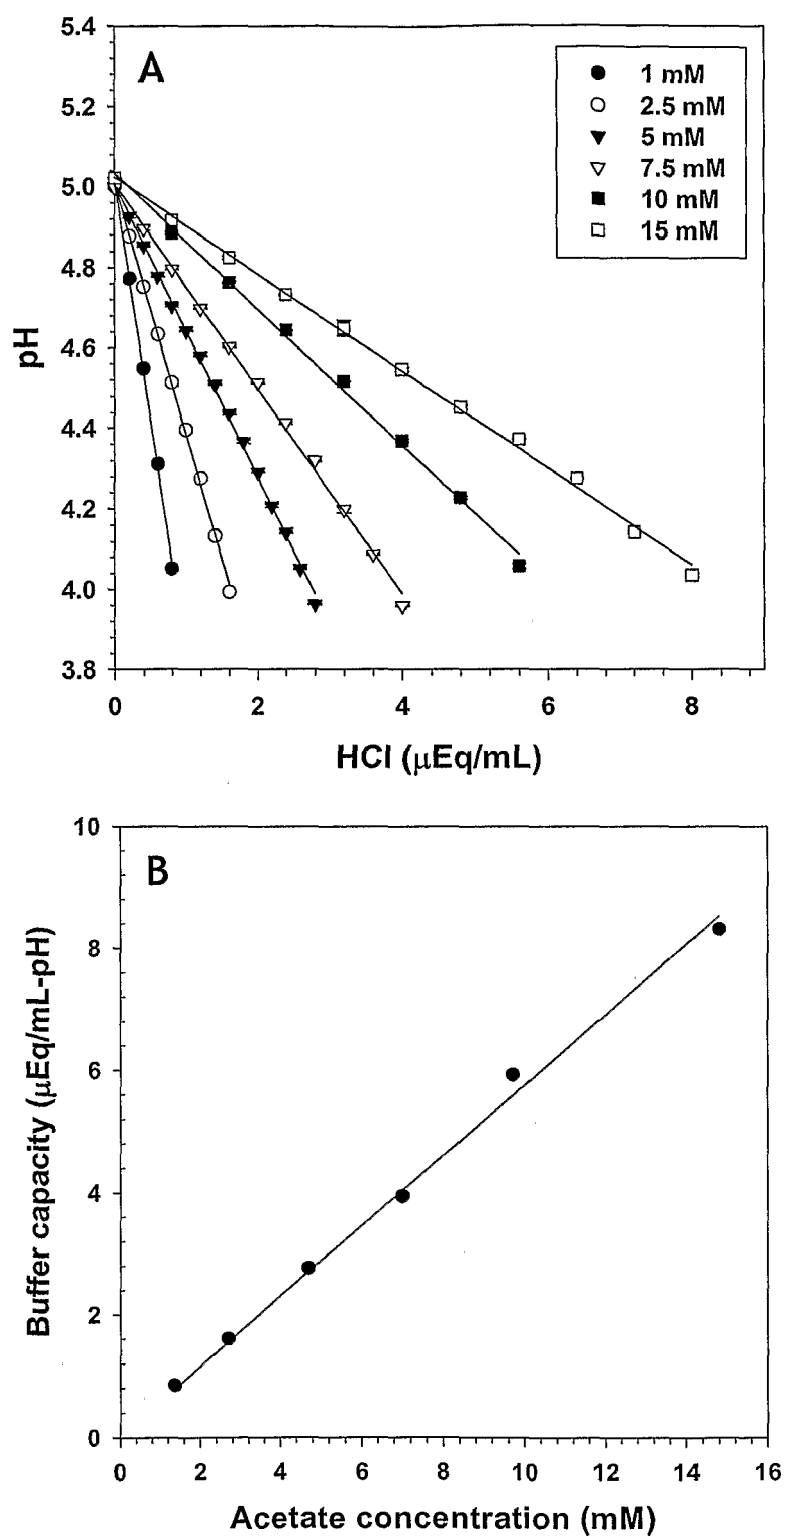 A
1 mM
2.5 mM
5 mM
7.5 mM
10 mM
15 mM
5.4
5.2
5.0
4.8
4.6
4.4
4.2
4.0
3.8
pH
0 2 4 6 8
HCl (μEq/mL)
B
10
8
6
4
2
0
Buffer capacity (μEq/mL-pH)
0 2 4 6 8 10 12 14 16
Acetate concentration (mM)